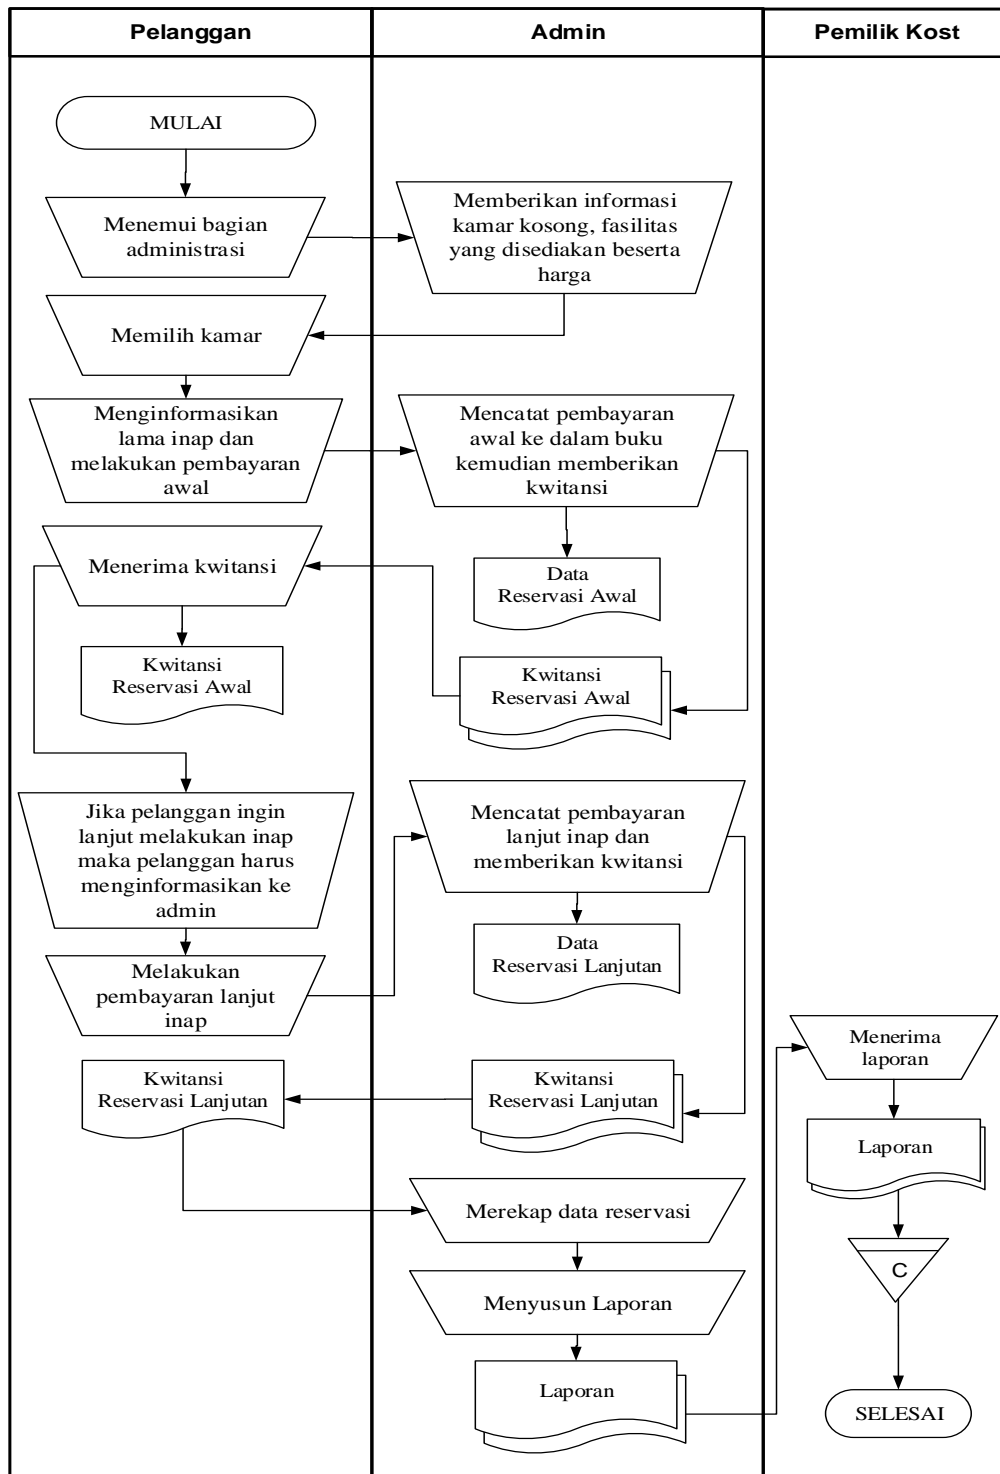 Pelanggan
Admin
Pemilik Kost
MULAI
Menemui bagian
administrasi
Memberikan informasi
kamar kosong, fasilitas
yang disediakan beserta
harga
Memilih kamar
Menginformasikan
lama inap dan
melakukan pembayaran
awal
Mencatat pembayaran
awal ke dalam buku
kemudian memberikan
kwitansi
Data
Reservasi Awal
Menerima kwitansi
Kwitansi
Reservasi Awal
Kwitansi
Reservasi Awal
Jika pelanggan ingin
lanjut melakukan inap
maka pelanggan harus
menginformasikan ke
admin
Mencatat pembayaran
lanjut inap dan
memberikan kwitansi
Data
Reservasi Lanjutan
Melakukan
pembayaran lanjut
inap
Kwitansi
Reservasi Lanjutan
Kwitansi
Reservasi Lanjutan
Merekap data reservasi
Menyusun Laporan
Laporan
Menerima
laporan
Laporan
C
SELESAI